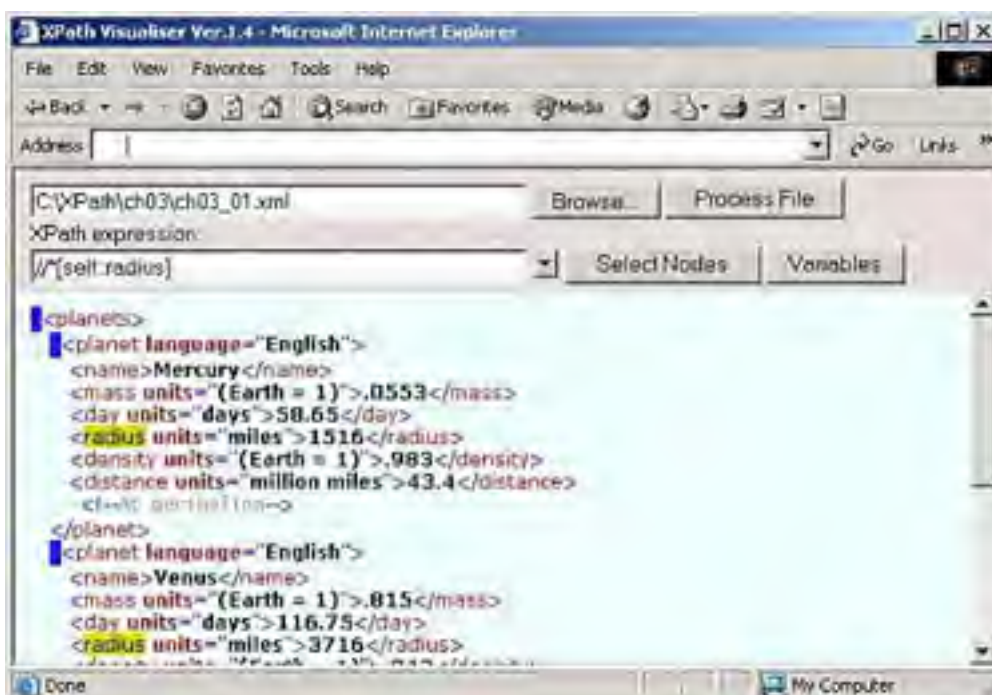 XPath Visualiser Ver.1.4 - Microsoft Internet Explorer
File Edit View Favorites Tools Help
Back Search Favorites Media
Address Go Links »
C:\XPath\ch03\ch03_01.xml Browse... Process File
XPath expression:
//*[self::radius] Select Nodes Variables
<planets>
<planet language="English">
<name>Mercury</name>
<mass units="(Earth = 1)">.0553</mass>
<day units="days">58.65</day>
<radius units="miles">1516</radius>
<density units="(Earth = 1)">.983</density>
<distance units="million miles">43.4</distance>
<!--At perihelion-->
</planet>
<planet language="English">
<name>Venus</name>
<mass units="(Earth = 1)">.815</mass>
<day units="days">116.75</day>
<radius units="miles">3716</radius>
Done My Computer